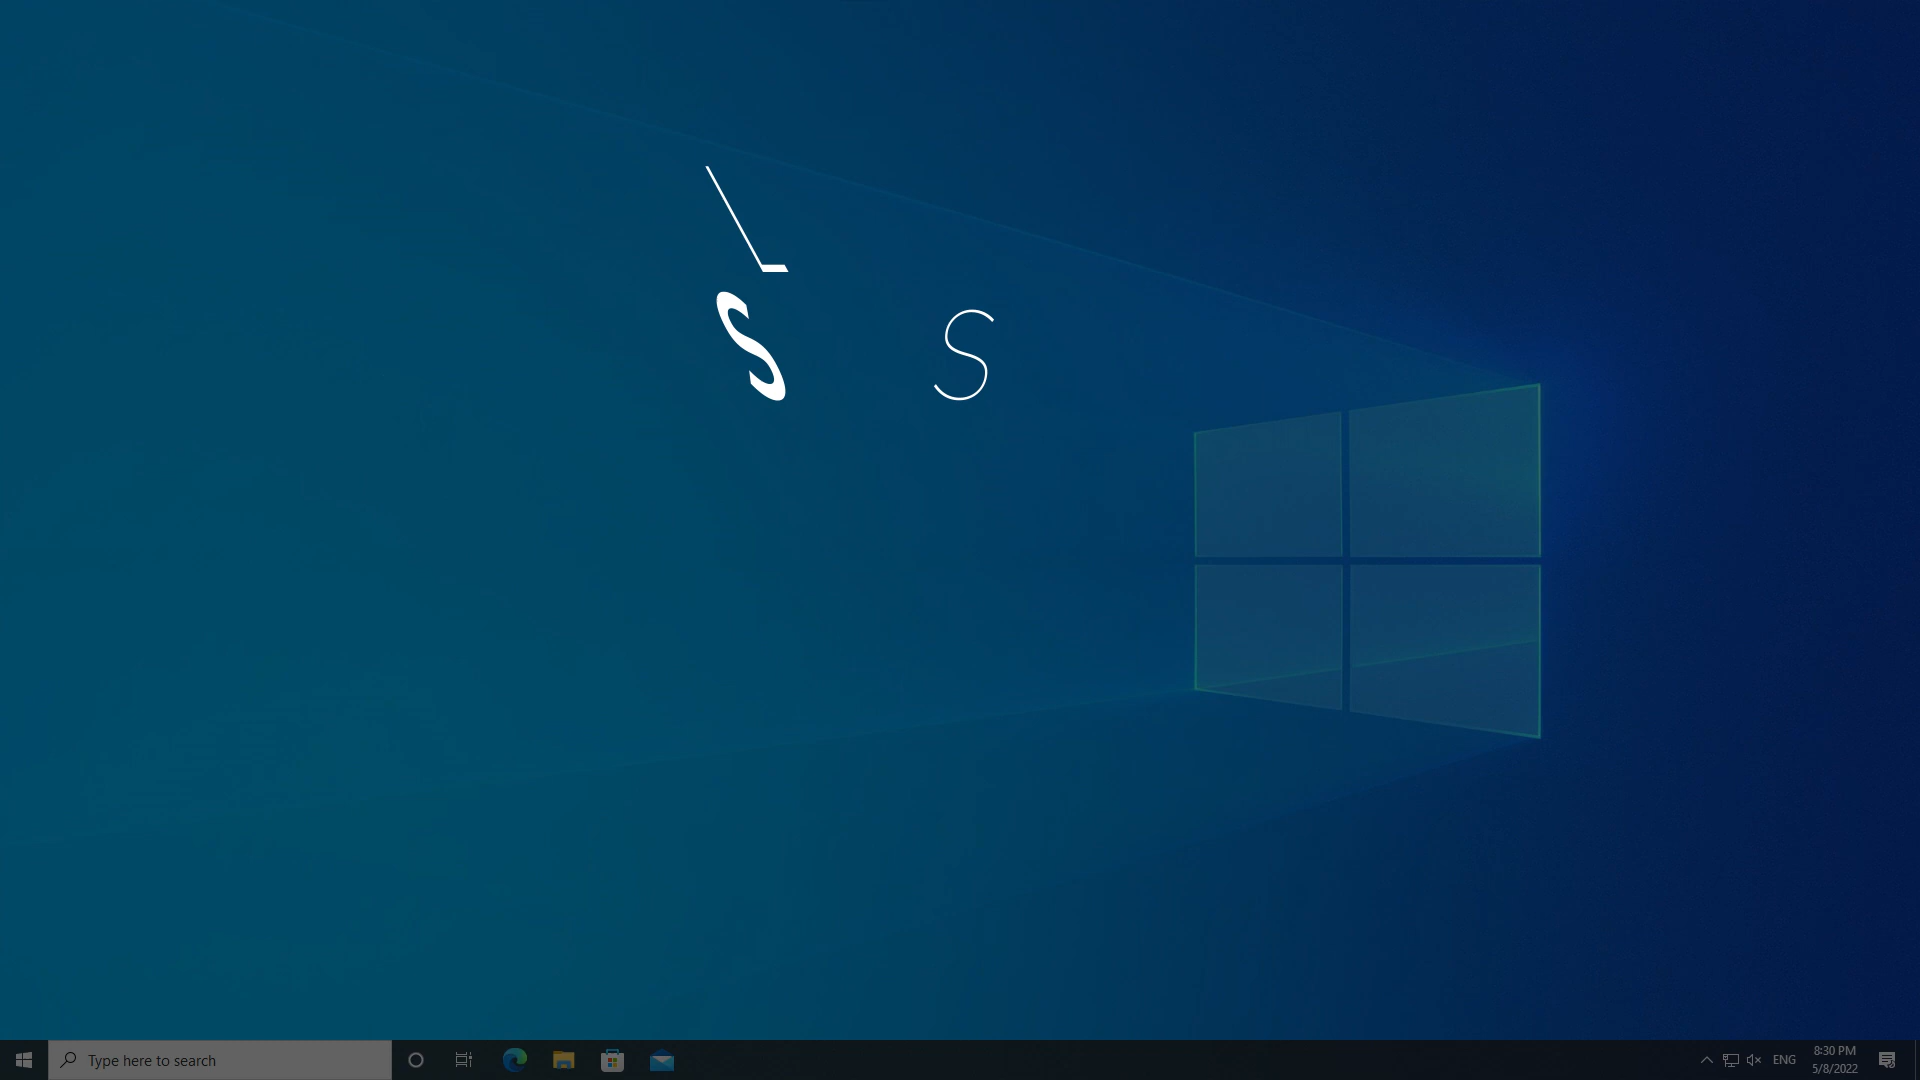 L
S S
Type here to search
ENG
8:30 PM
5/8/2022